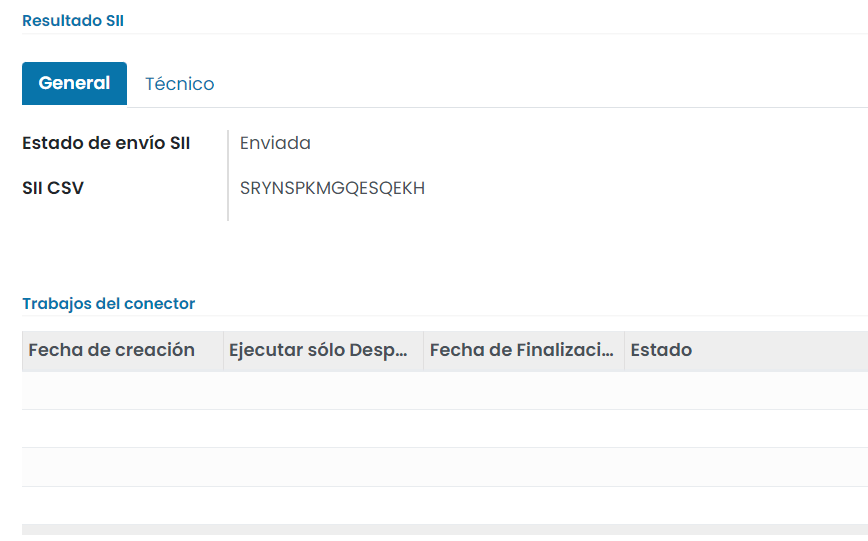 Resultado SII
General Técnico
Estado de envío SII Enviada
SII CSV SRYNSPKMGQESQEKH
Trabajos del conector
Fecha de creación Ejecutar sólo Desp... Fecha de Finalizaci... Estado